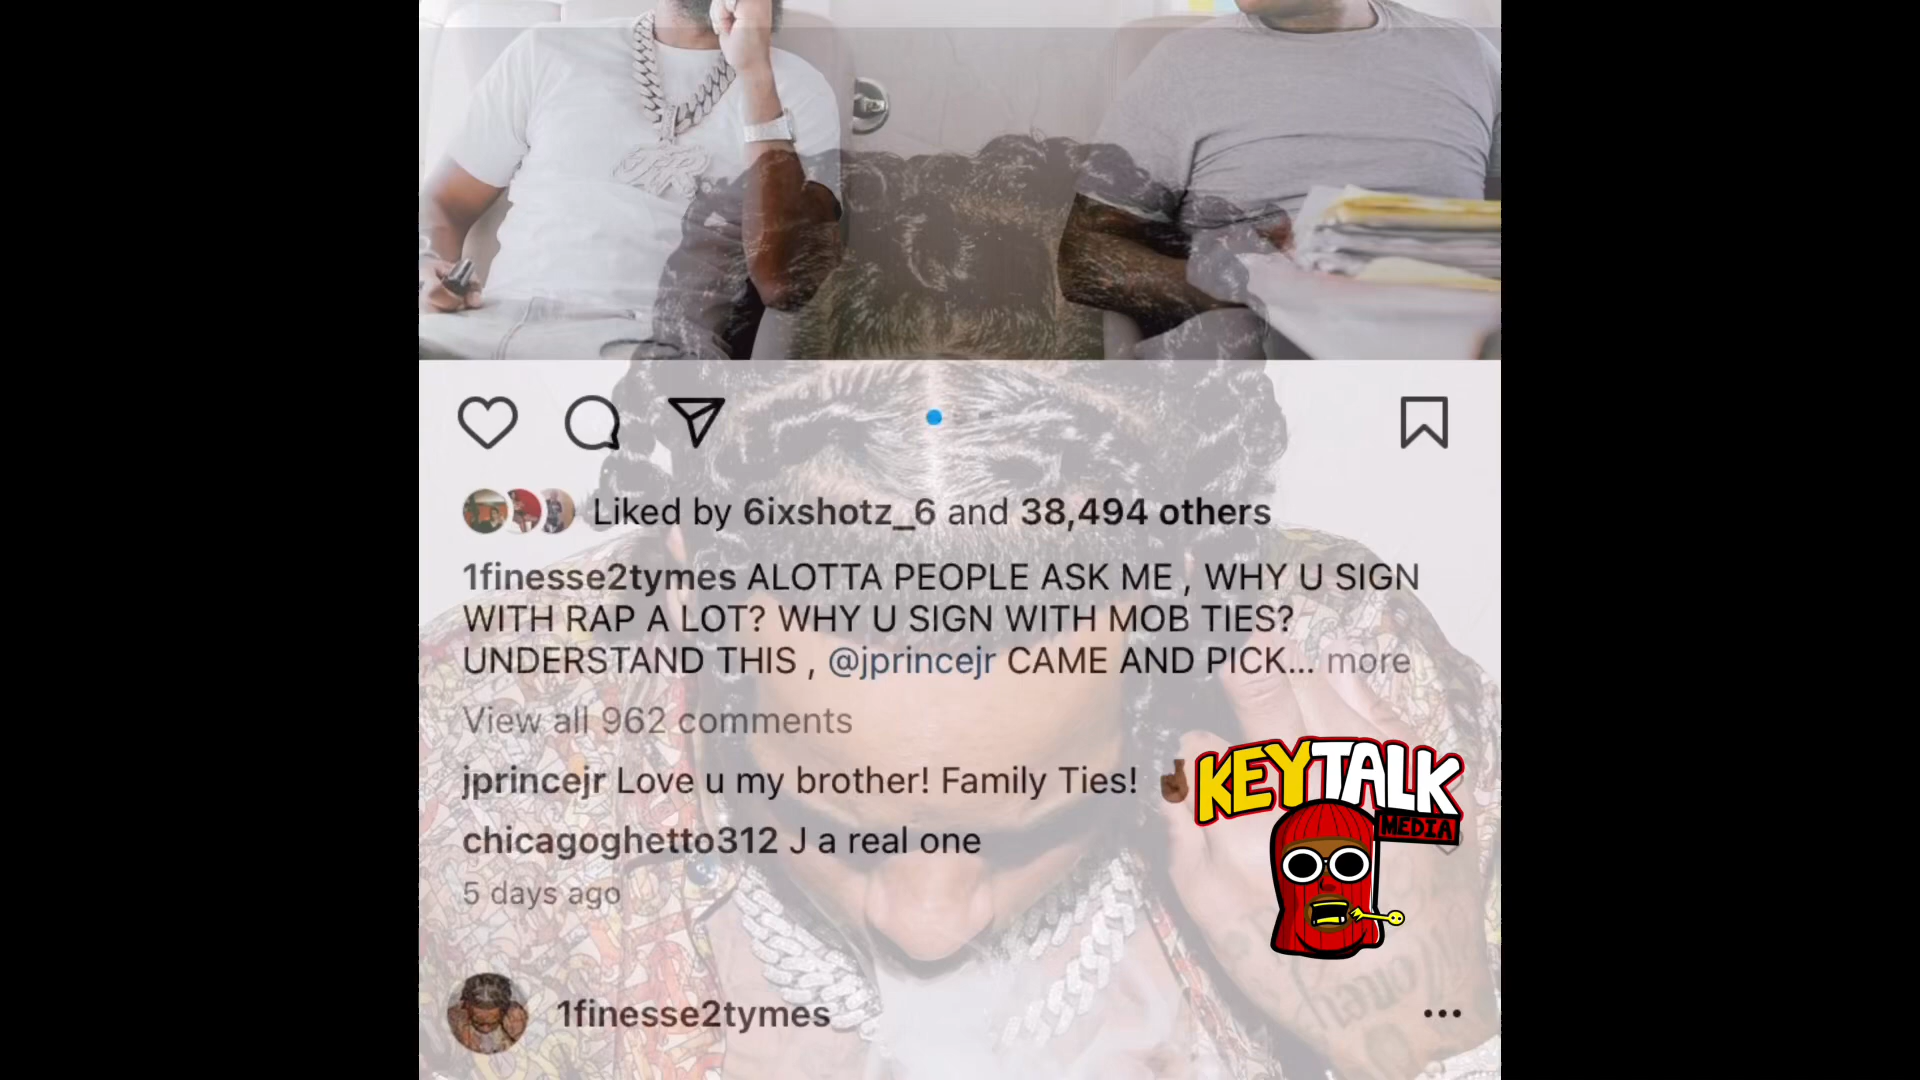 Liked by 6ixshotz_6 and 38,494 others
1finesse2tymes ALOTTA PEOPLE ASK ME , WHY U SIGN
WITH RAP A LOT? WHY U SIGN WITH MOB TIES?
UNDERSTAND THIS , @jprincejr CAME AND PICK... more
View all 962 comments
jprincejr Love u my brother! Family Ties!
KEYTALK
MEDIA
chicagoghetto312 J a real one
5 days ago
1finesse2tymes